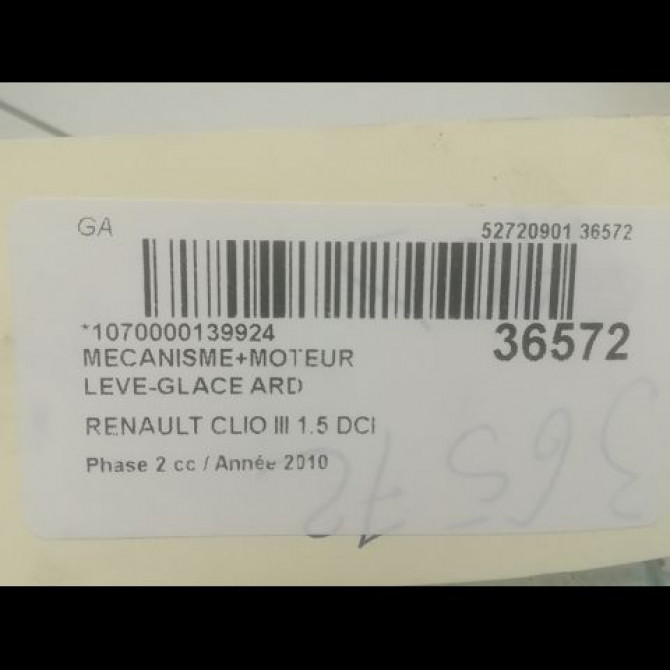 GA
52720901 36572
*1070000139924
36572
MECANISME+MOTEUR
LEVE-GLACE ARD
RENAULT CLIO III 1.5 DCI
Phase 2 cc / Année 2010
36572